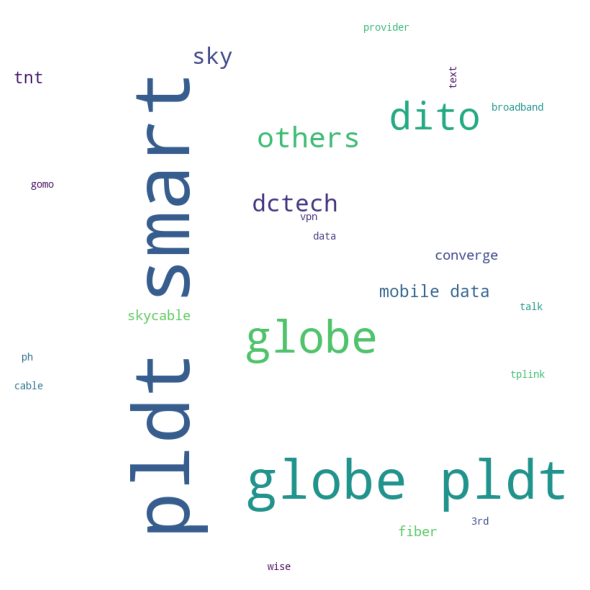 provider
sky
tnt
text
pldt smart
broadband
dito
others
gomo
dctech
vpn
data
converge
mobile data
talk
skycable
globe
ph
tplink
cable
globe pldt
3rd
fiber
wise